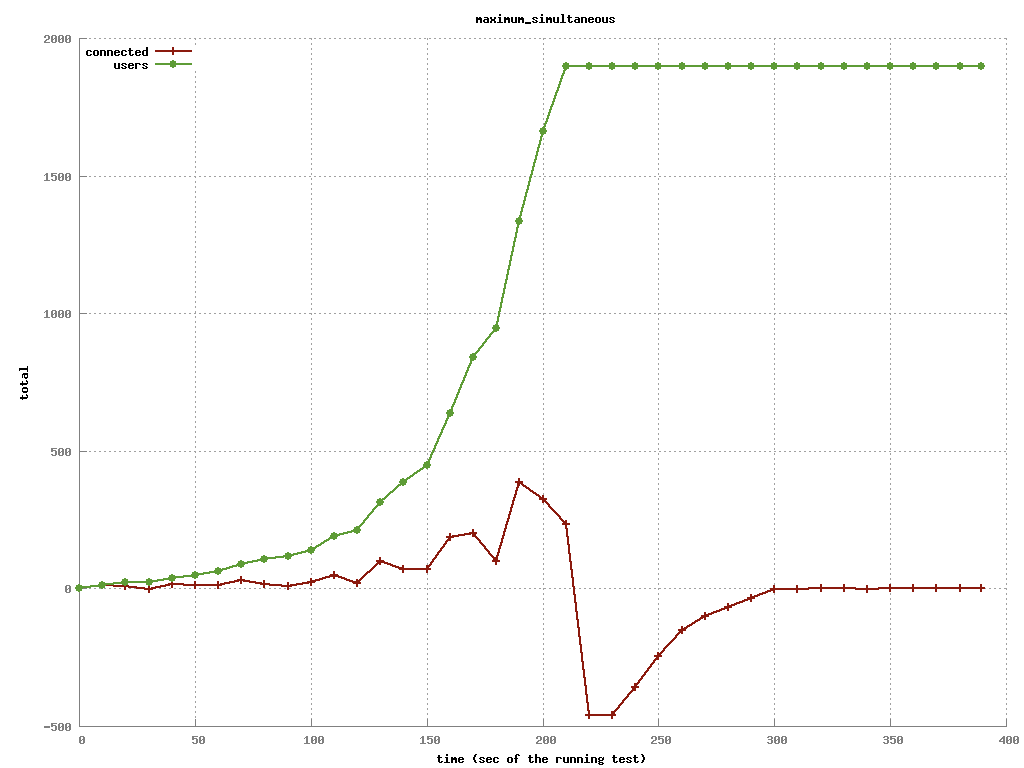 maximum_simultaneous
2000
1500
1000
500
0
-500
connected
users
total
0 50 100 150 200 250 300 350 400
time (sec of the running test)